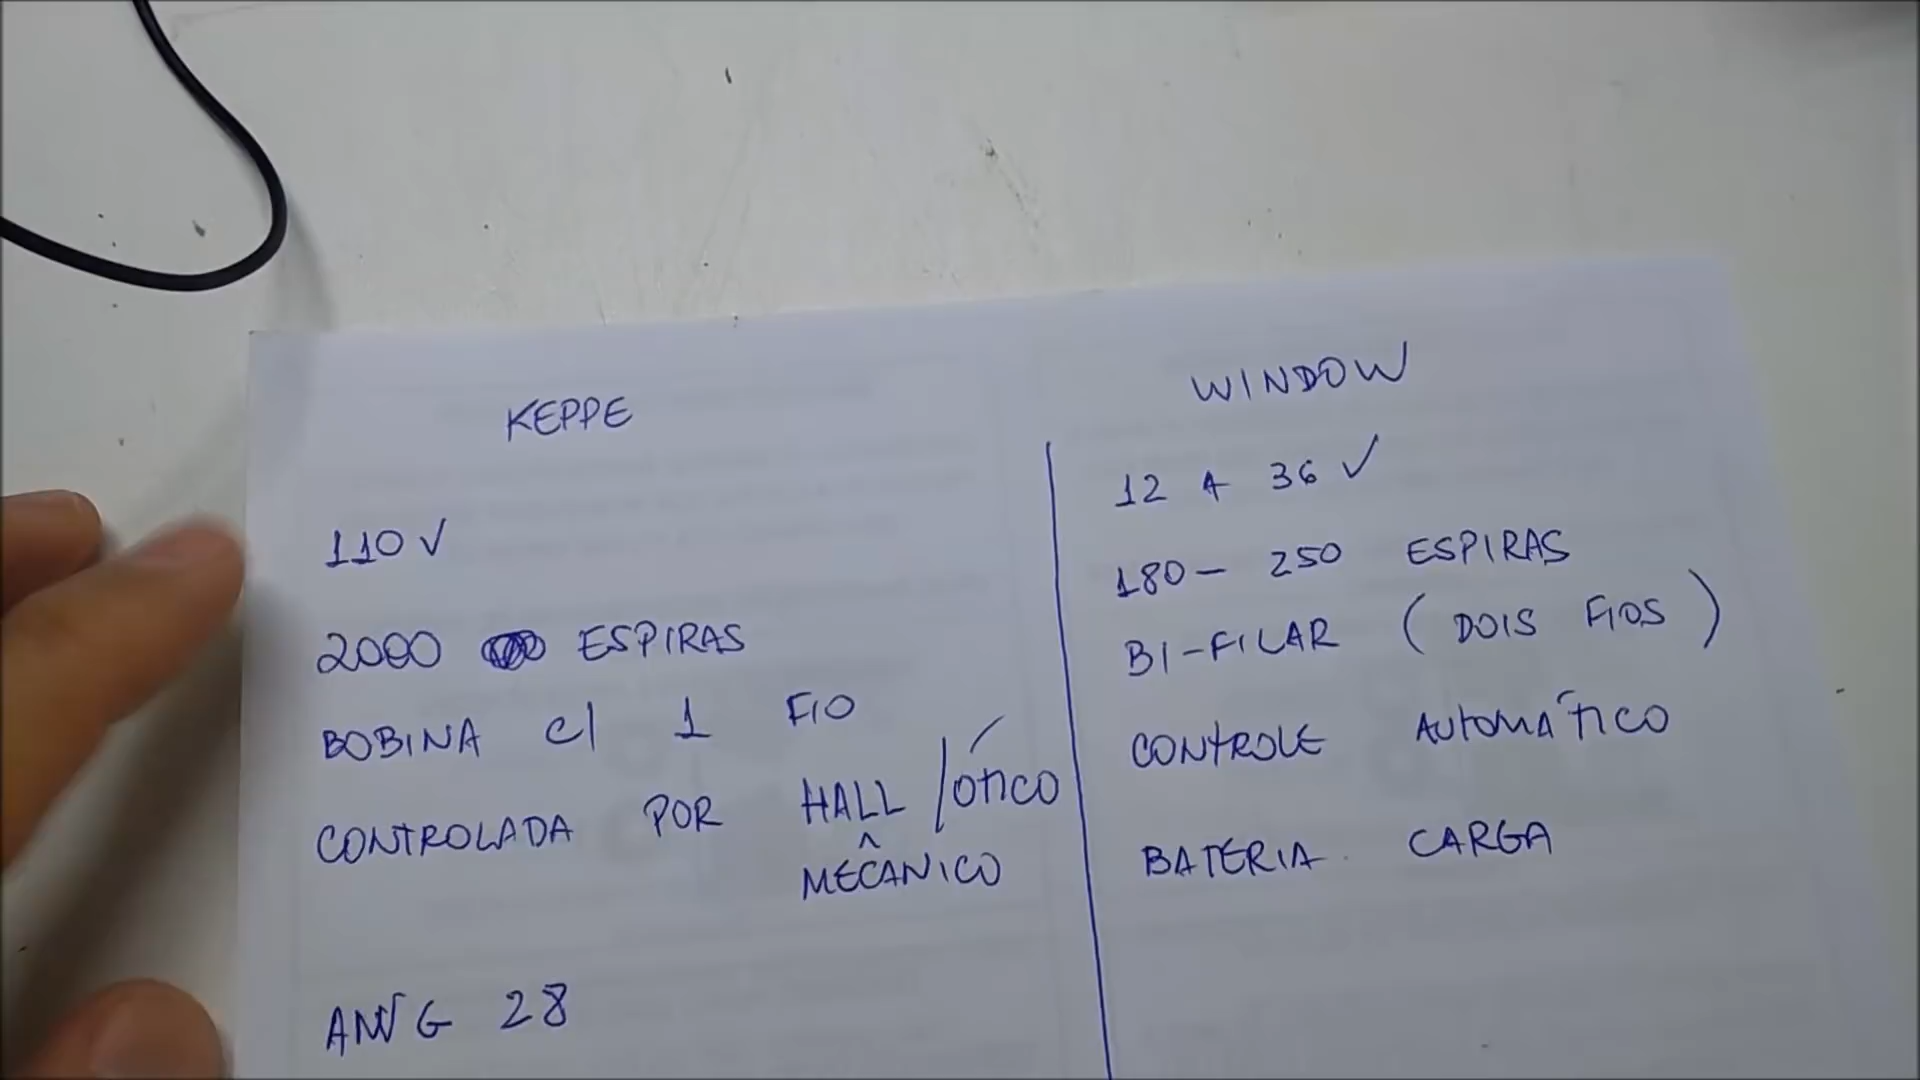 KEPPE
110V
2000 ESPIRAS
BOBINA c/ 1 FIO
CONTROLADA POR HALL / ÓTICO
MECÂNICO
AWG 28
WINDOW
12 A 36 V
180 - 250 ESPIRAS
BI-FILAR ( DOIS FIOS )
CONTROLE AUTOMÁTICO
BATERIA CARGA